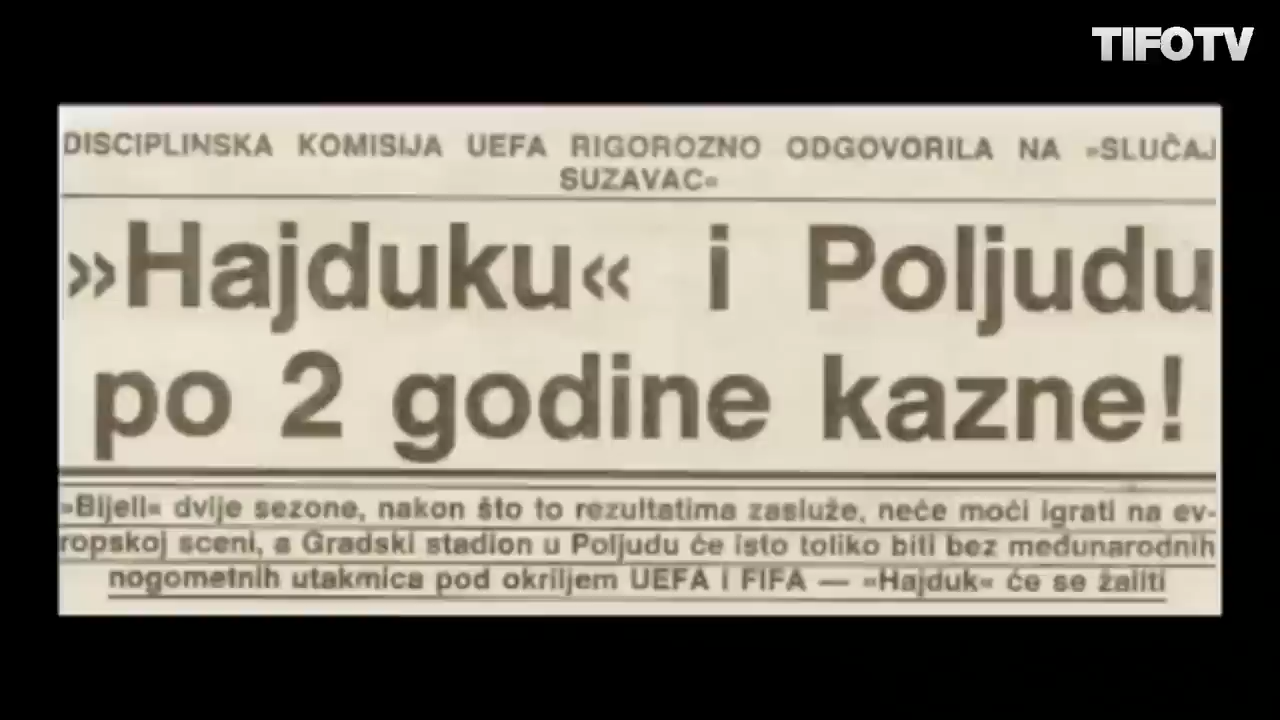 TIFOTV
DISCIPLINSKA KOMISIJA UEFA RIGOROZNO ODGOVORILA NA »SLUČAJ
SUZAVAC«
»Hajduku« i Poljudu
po 2 godine kazne!
»Bijeli« dvije sezone, nakon što to rezultatima zasluže, neće moći igrati na ev-
ropskoj sceni, a Gradski stadion u Poljudu će isto toliko biti bez međunarodnih
nogometnih utakmica pod okriljem UEFA i FIFA — »Hajduk« će se žaliti